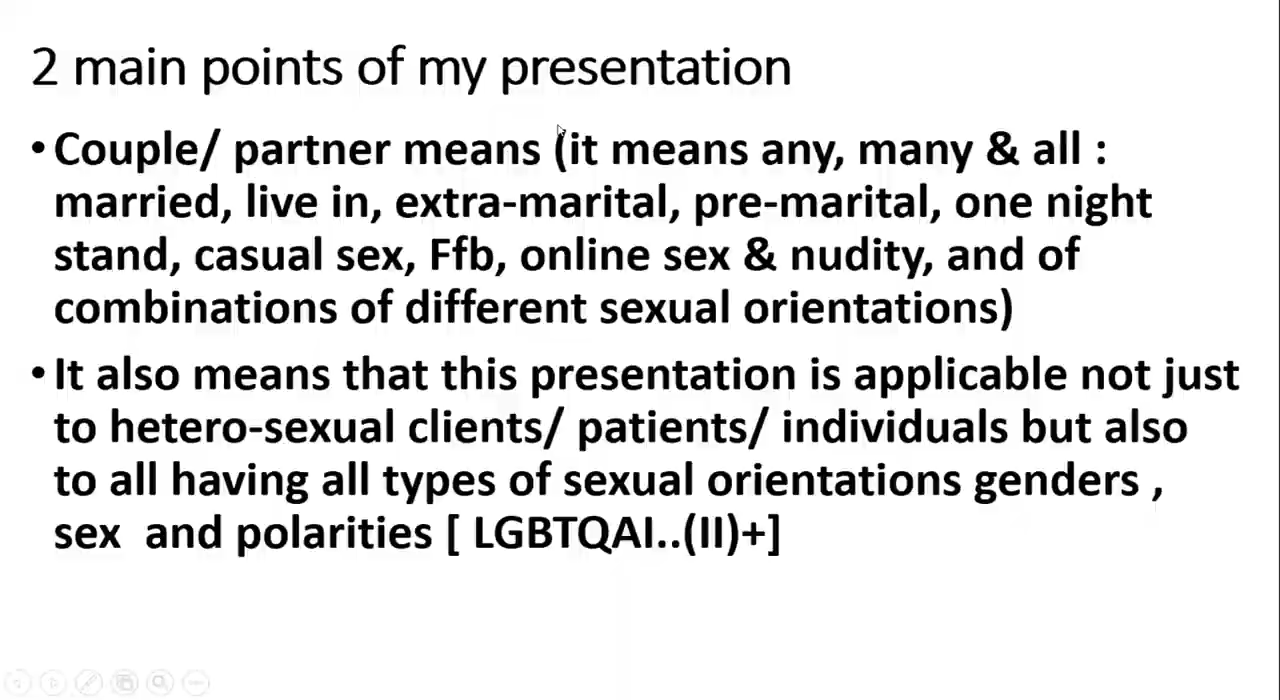 2 main points of my presentation
• Couple/ partner means (it means any, many & all :
married, live in, extra-marital, pre-marital, one night
stand, casual sex, Ffb, online sex & nudity, and of
combinations of different sexual orientations)
• It also means that this presentation is applicable not just
to hetero-sexual clients/ patients/ individuals but also
to all having all types of sexual orientations genders ,
sex  and polarities [ LGBTQAI..(II)+]